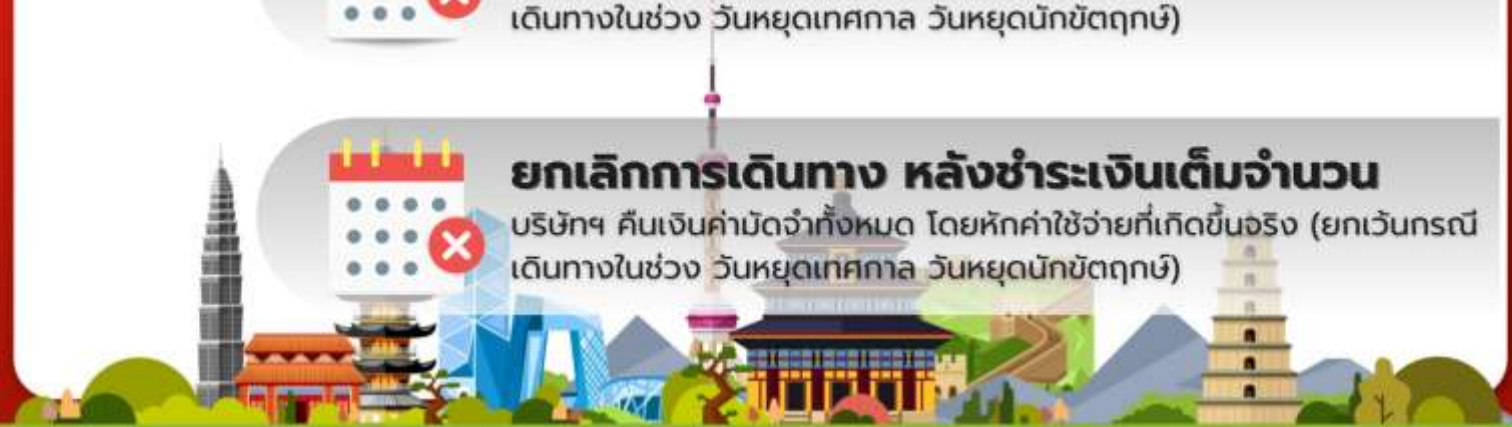 เดินทางในช่วง วันหยุดเทศกาล วันหยุดนักขัตฤกษ์)
ยกเลิกการเดินทาง หลังชำระเงินเต็มจำนวน
บริษัทฯ คืนเงินค่ามัดจำทั้งหมด โดยหักค่าใช้จ่ายที่เกิดขึ้นจริง (ยกเว้นกรณี
เดินทางในช่วง วันหยุดเทศกาล วันหยุดนักขัตฤกษ์)